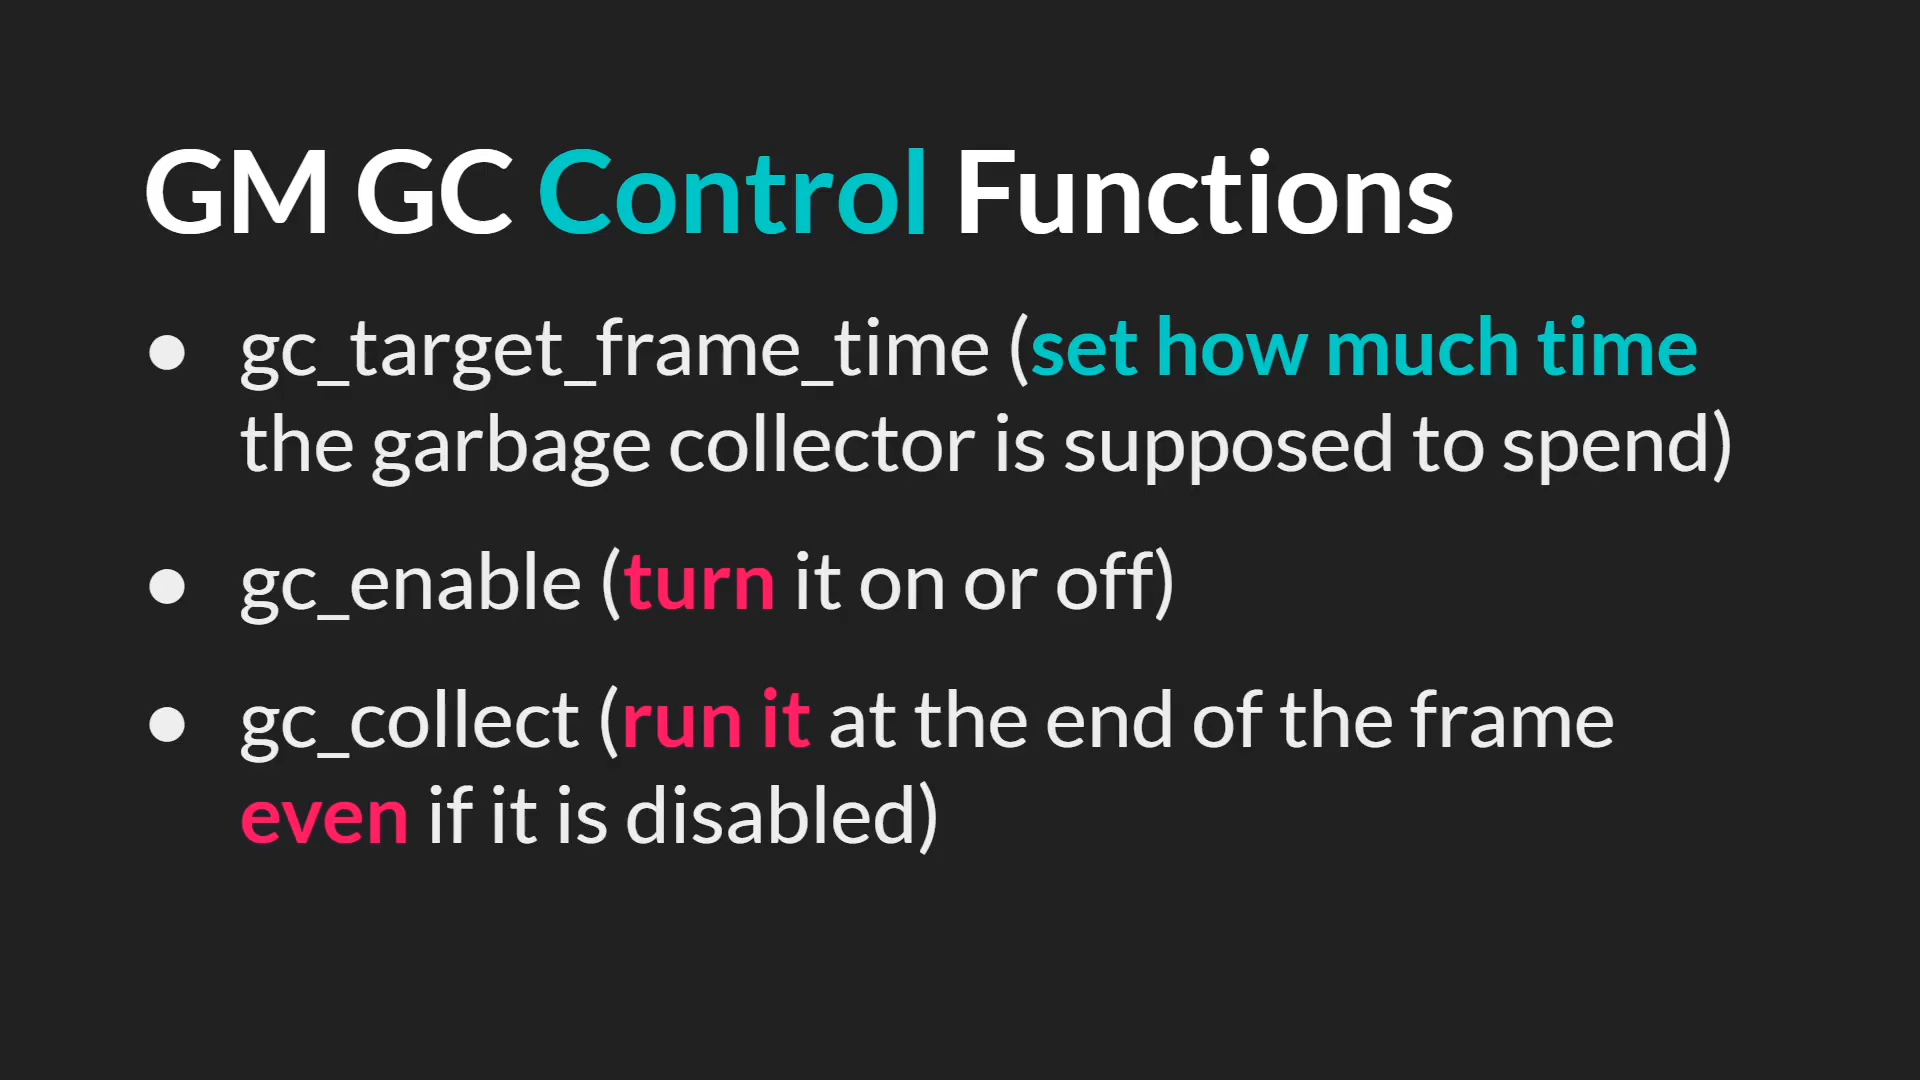 GM GC Control Functions
● gc_target_frame_time (set how much time
the garbage collector is supposed to spend)
● gc_enable (turn it on or off)
● gc_collect (run it at the end of the frame
even if it is disabled)